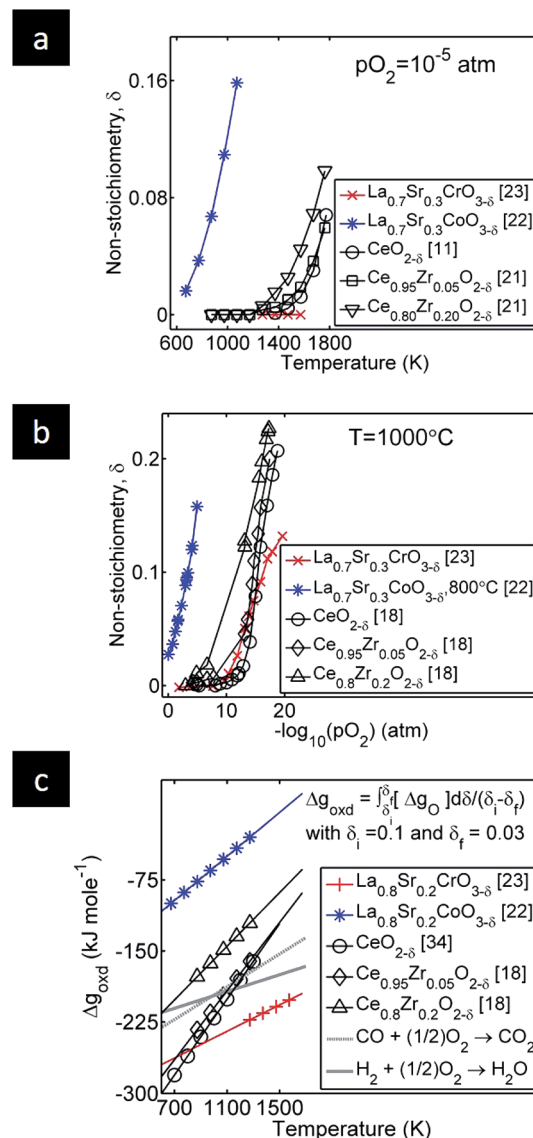 a
pO₂=10⁻⁵ atm
0.16
0.08
0
Non-stoichiometry, δ
La₀.₇Sr₀.₃CrO₃₋δ [23]
La₀.₇Sr₀.₃CoO₃₋δ [22]
CeO₂₋δ [11]
Ce₀.₉₅Zr₀.₀₅O₂₋δ [21]
Ce₀.₈₀Zr₀.₂₀O₂₋δ [21]
600 1000 1400 1800
Temperature (K)
b
T=1000°C
0.2
0.1
0
Non-stoichiometry, δ
La₀.₇Sr₀.₃CrO₃₋δ [23]
La₀.₇Sr₀.₃CoO₃₋δ,800°C [22]
CeO₂₋δ [18]
Ce₀.₉₅Zr₀.₀₅O₂₋δ [18]
Ce₀.₈Zr₀.₂O₂₋δ [18]
0 10 20
-log₁₀(pO₂) (atm)
c
Δg_oxd = ∫_δᵢ^δf [ Δg_O ]dδ/(δᵢ-δf)
with δᵢ =0.1 and δf = 0.03
-75
-150
-225
-300
Δg_oxd (kJ mole⁻¹)
La₀.₈Sr₀.₂CrO₃₋δ [23]
La₀.₈Sr₀.₂CoO₃₋δ [22]
CeO₂₋δ [34]
Ce₀.₉₅Zr₀.₀₅O₂₋δ [18]
Ce₀.₈Zr₀.₂O₂₋δ [18]
CO + (1/2)O₂ → CO₂
H₂ + (1/2)O₂ → H₂O
700 1100 1500
Temperature (K)